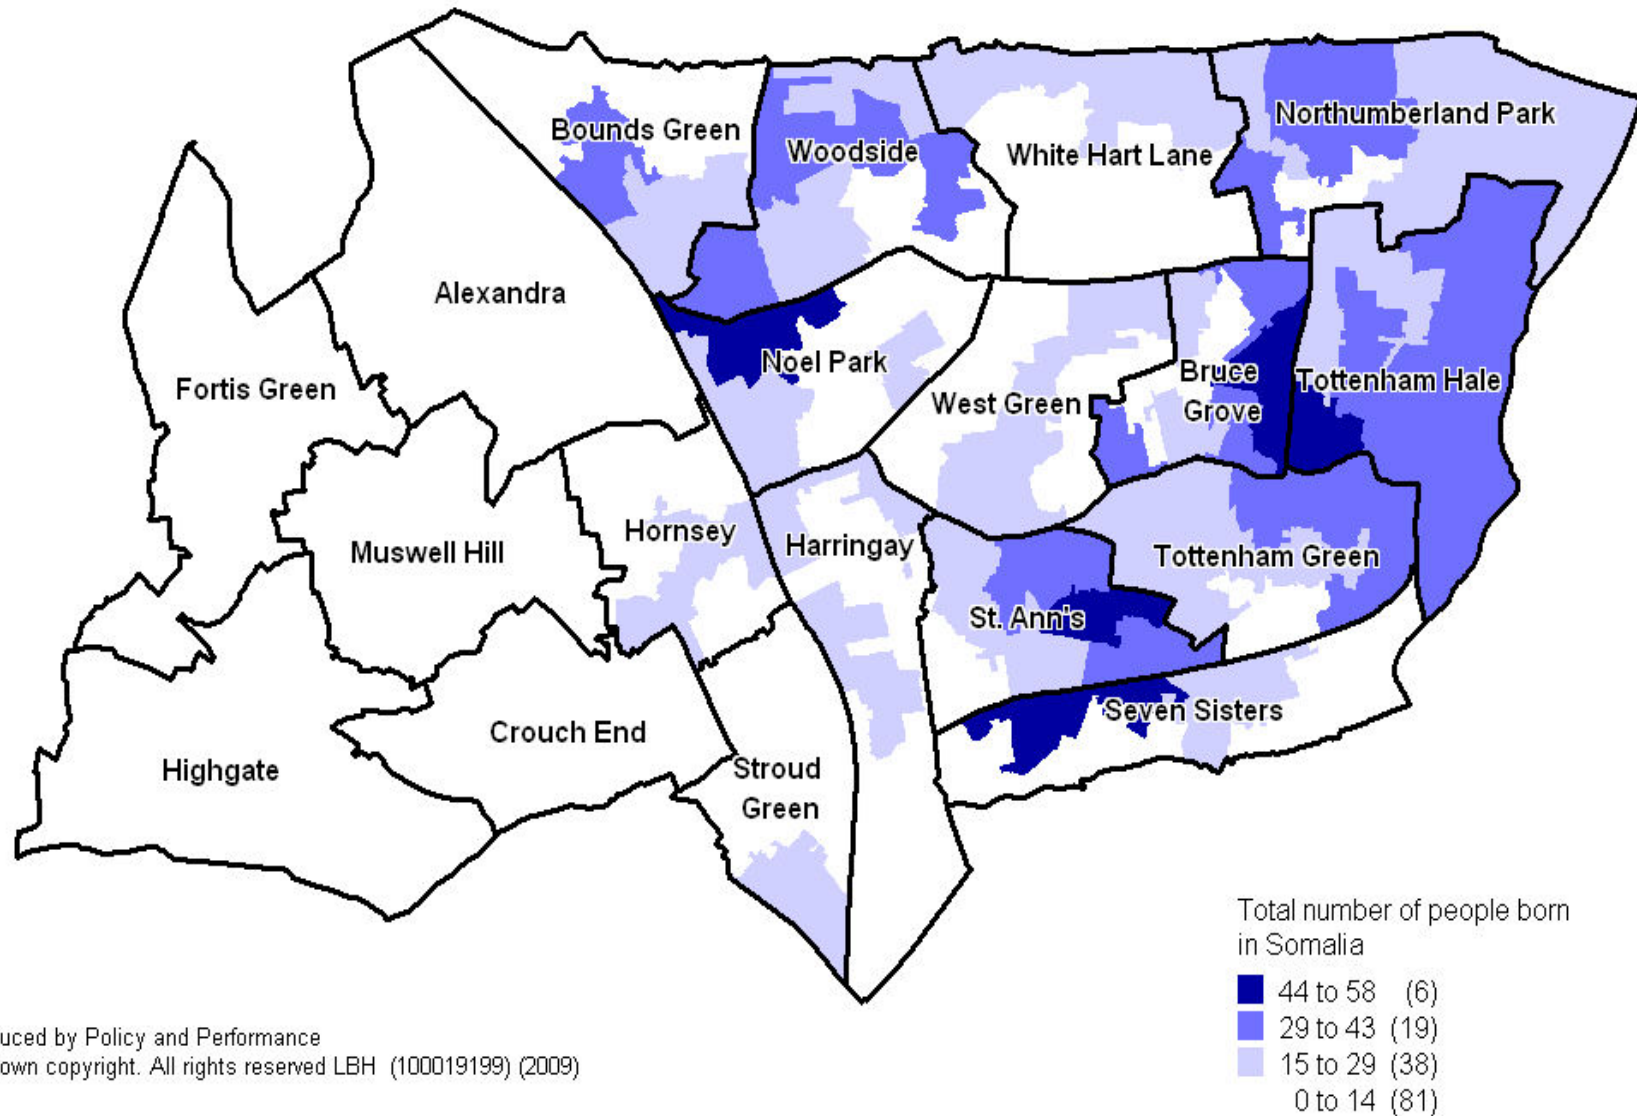 Bounds Green
Woodside
White Hart Lane
Northumberland Park
Alexandra
Fortis Green
Noel Park
West Green
Bruce
Grove
Tottenham Hale
Muswell Hill
Hornsey
Harringay
Tottenham Green
St. Ann's
Highgate
Crouch End
Stroud
Green
Seven Sisters
Total number of people born
in Somalia
44 to 58 (6)
29 to 43 (19)
15 to 29 (38)
0 to 14 (81)
uced by Policy and Performance
own copyright. All rights reserved LBH (100019199) (2009)